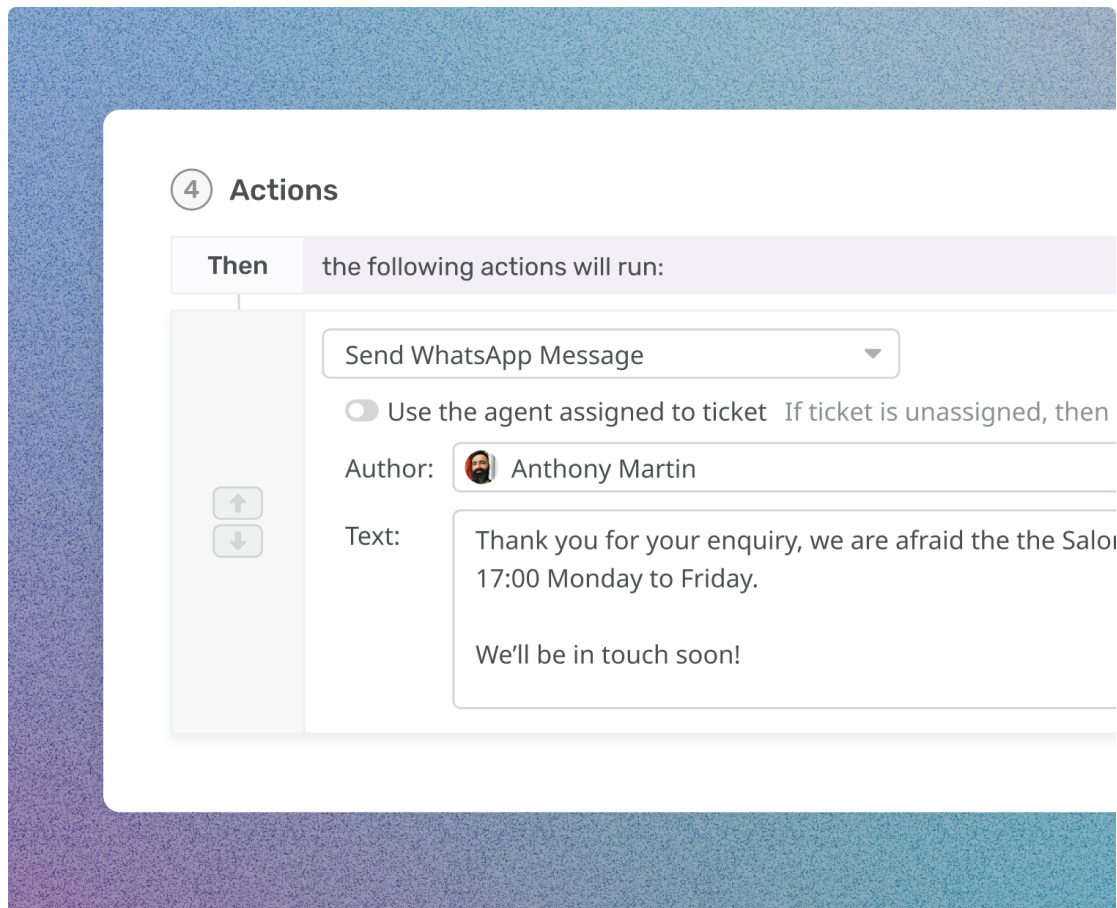 4 Actions
Then the following actions will run:
Send WhatsApp Message
Use the agent assigned to ticket If ticket is unassigned, then
Author: Anthony Martin
Text: Thank you for your enquiry, we are afraid the the
17:00 Monday to Friday.
We’ll be in touch soon!